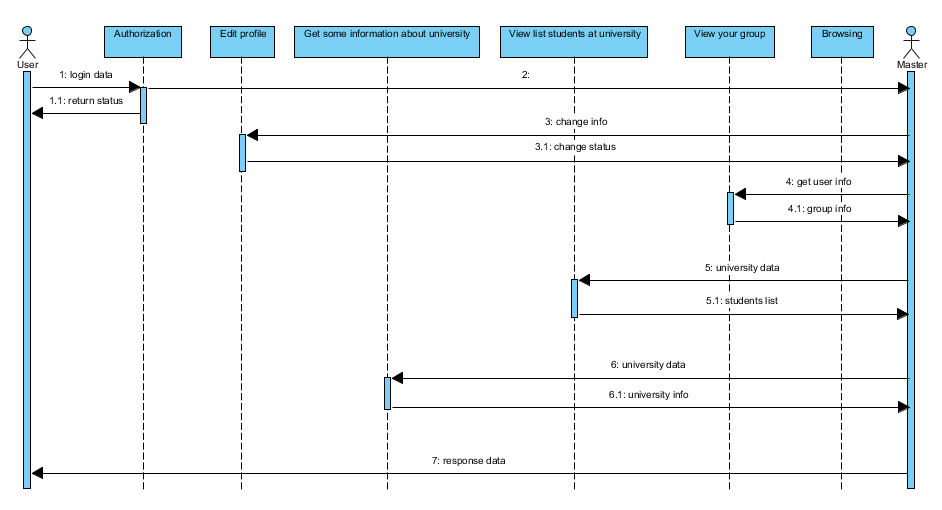 Authorization
Edit profile
Get some information about university
View list students at university
View your group
Browsing
User
Master
1: login data
2:
1.1: return status
3: change info
3.1: change status
4: get user info
4.1: group info
5: university data
5.1: students list
6: university data
6.1: university info
7: response data